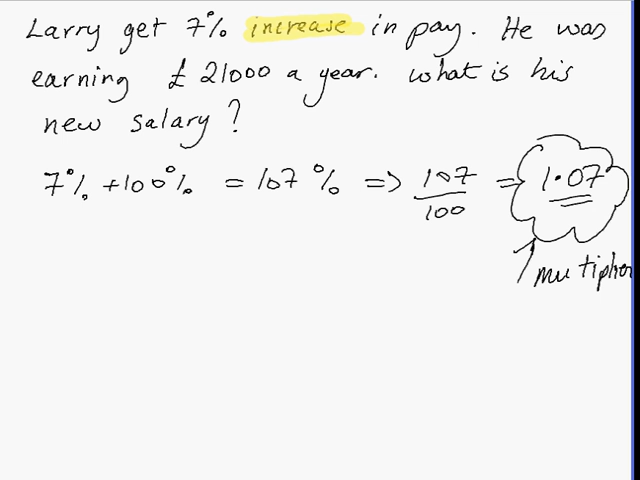 Larry get 7% increase in pay. He was
earning £21000 a year. what is his
new salary?
7% + 100% = 107% => 107/100 = 1.07
multiplier